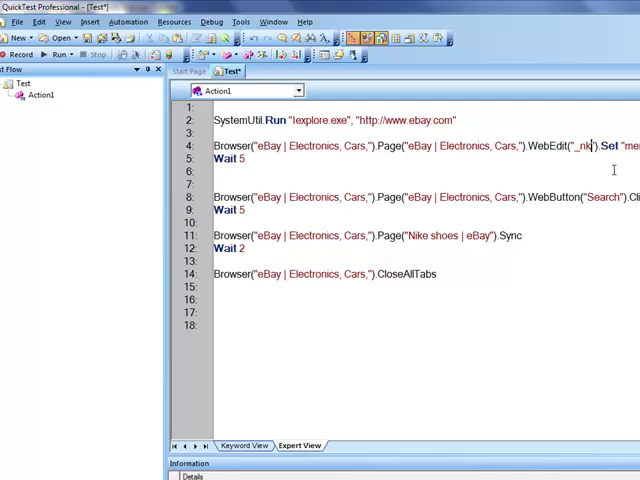 QuickTest Professional - [Test*]
File Edit View Insert Automation Resources Debug Tools Window Help
New Open
Record Run
Test Flow
Start Page Test*
Test
Action1
Action1
1:
2: SystemUtil.Run "Iexplore.exe", "http://www.ebay.com"
3:
4: Browser("eBay | Electronics, Cars,").Page("eBay | Electronics, Cars,").WebEdit("_nk").Set "me
5: Wait 5
6:
7:
8: Browser("eBay | Electronics, Cars,").Page("eBay | Electronics, Cars,").WebButton("Search").Cli
9: Wait 5
10:
11: Browser("eBay | Electronics, Cars,").Page("Nike shoes | eBay").Sync
12: Wait 2
13:
14: Browser("eBay | Electronics, Cars,").CloseAllTabs
15:
16:
17:
18:
Keyword View Expert View
Information
Details